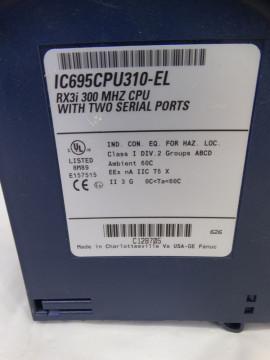 IC695CPU310-EL
RX3i 300 MHZ CPU
WITH TWO SERIAL PORTS
UL
LISTED
8M89
E157515
IND. CON. EQ. FOR HAZ. LOC.
Class I DIV.2 Groups ABCD
Ambient 60C
EEx nA IIC T5 X
II 3 G 0C<Ta<60C
C128705
626
Made in Charlottesville Va USA-GE Fanuc